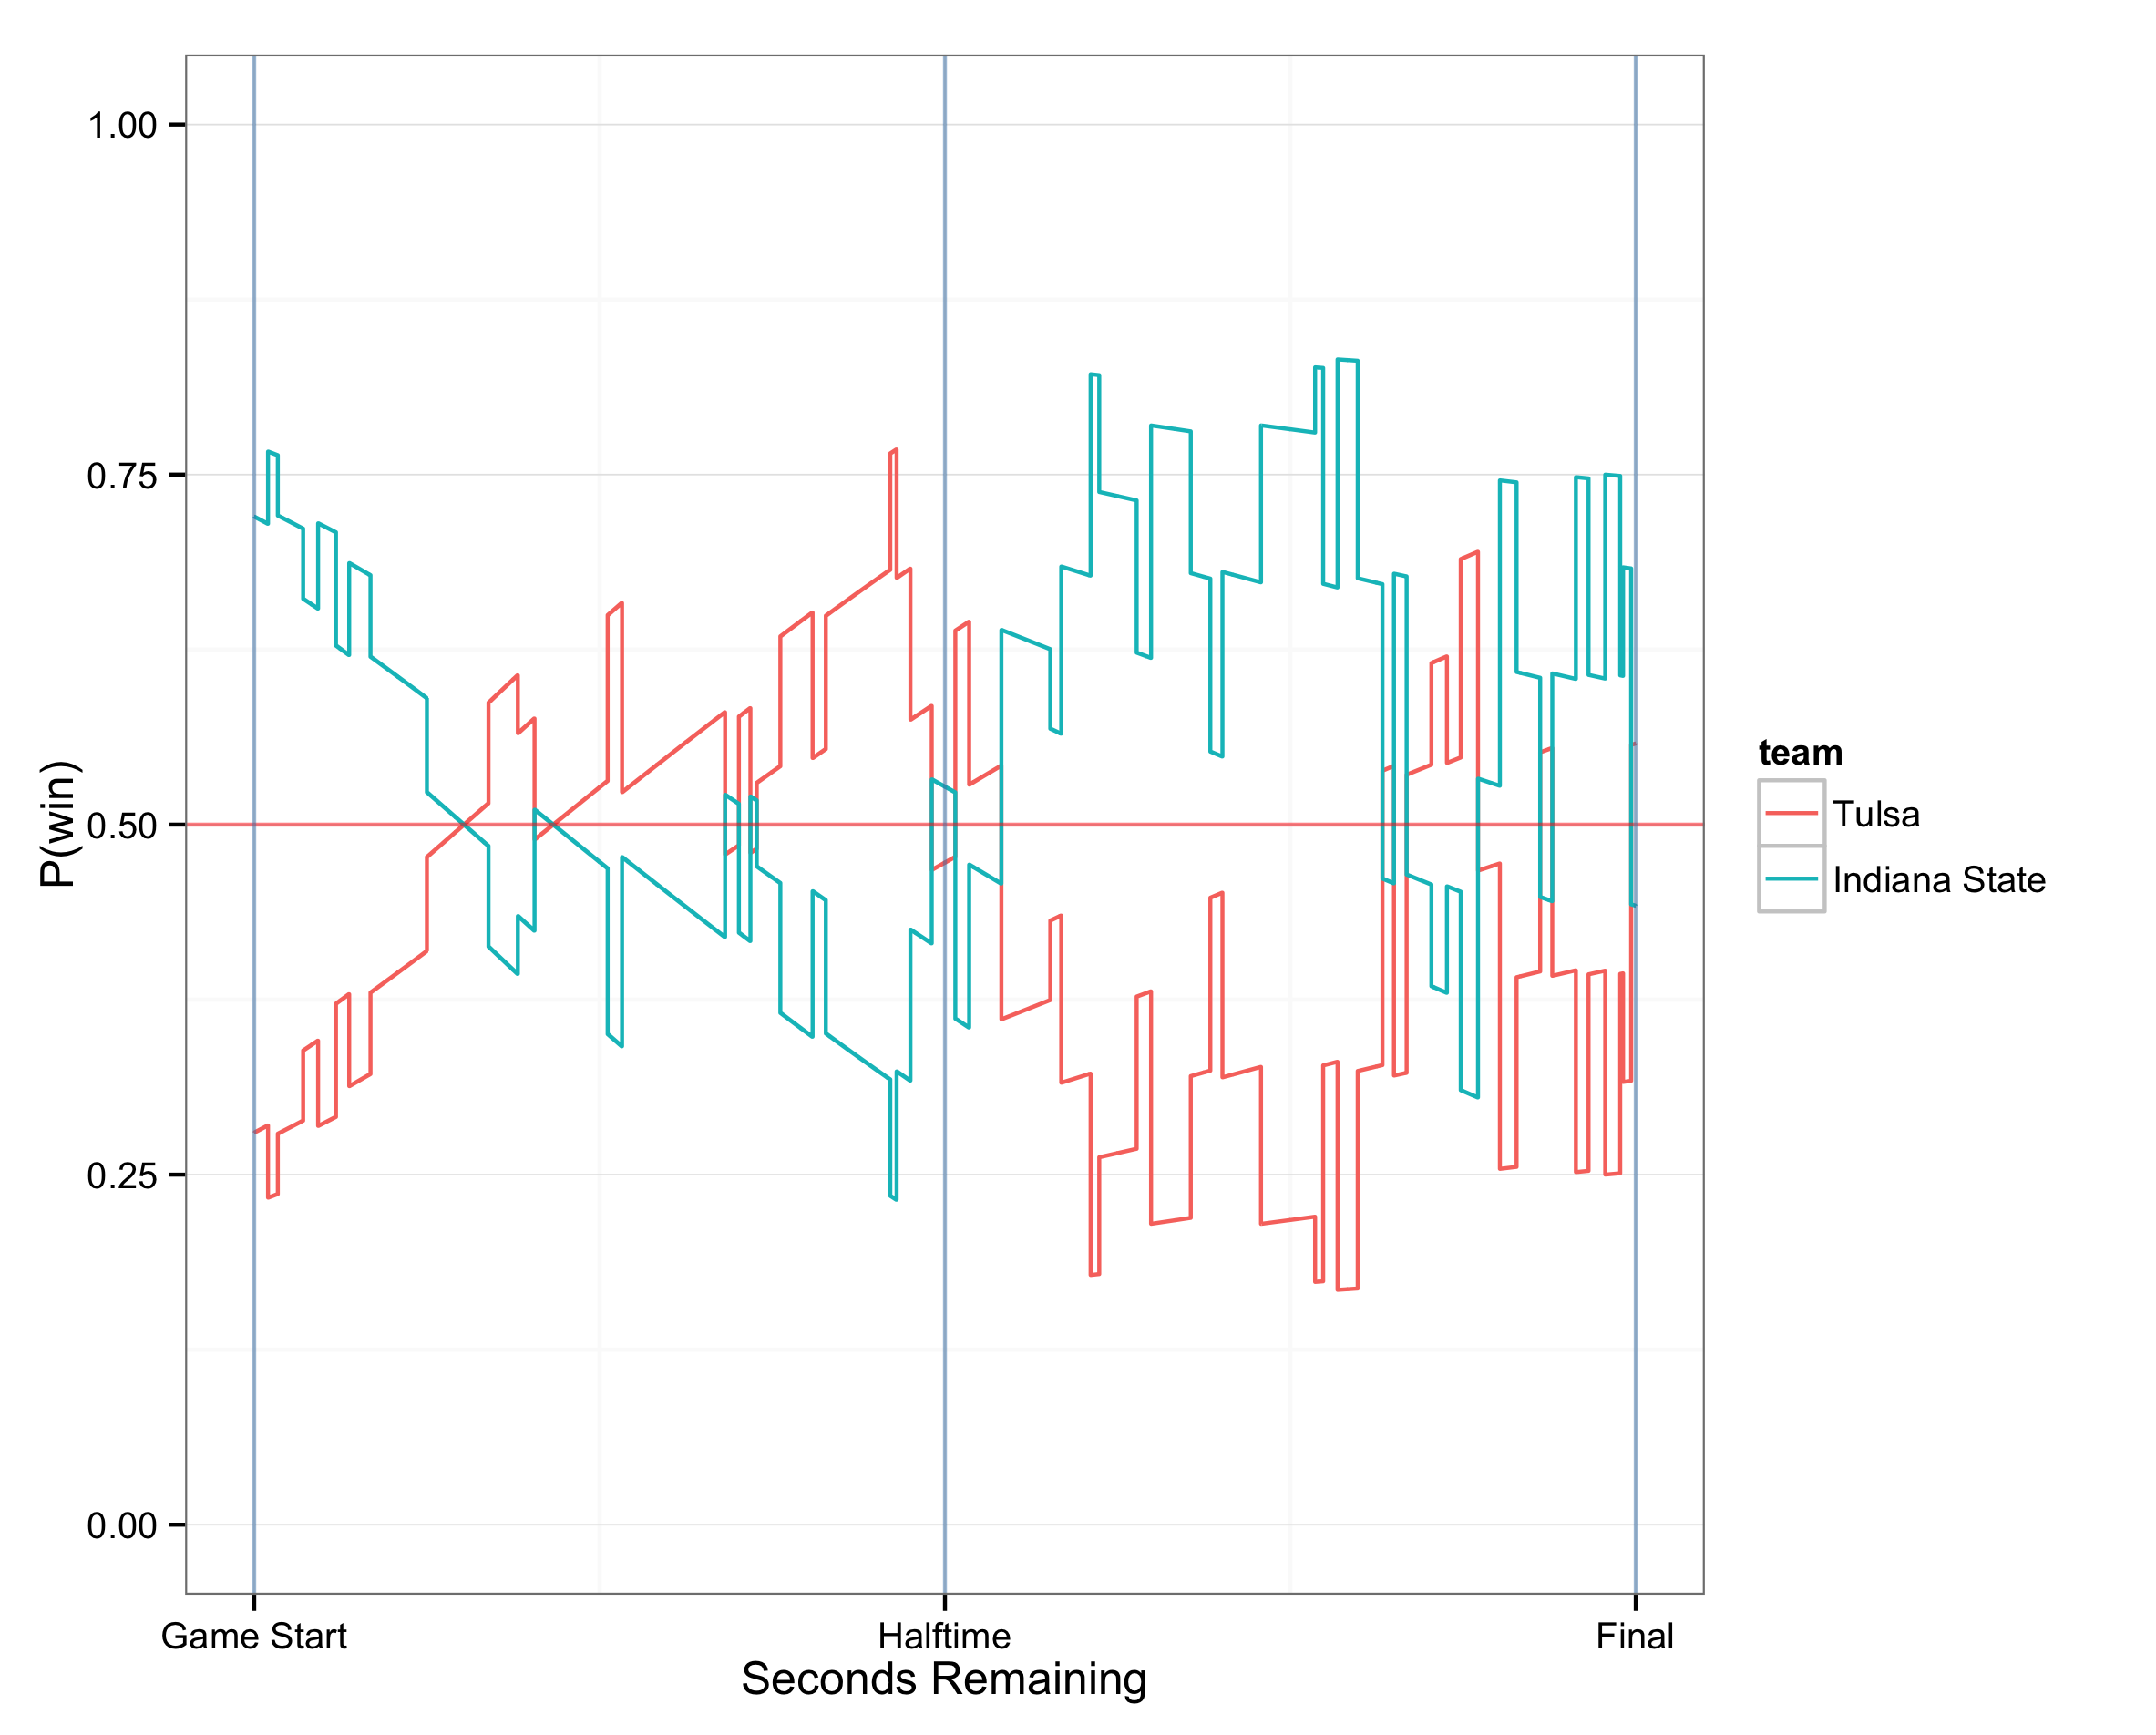 P(win)
1.00
0.75
0.50
0.25
0.00
Game Start
Halftime
Final
Seconds Remaining
team
Tulsa
Indiana State